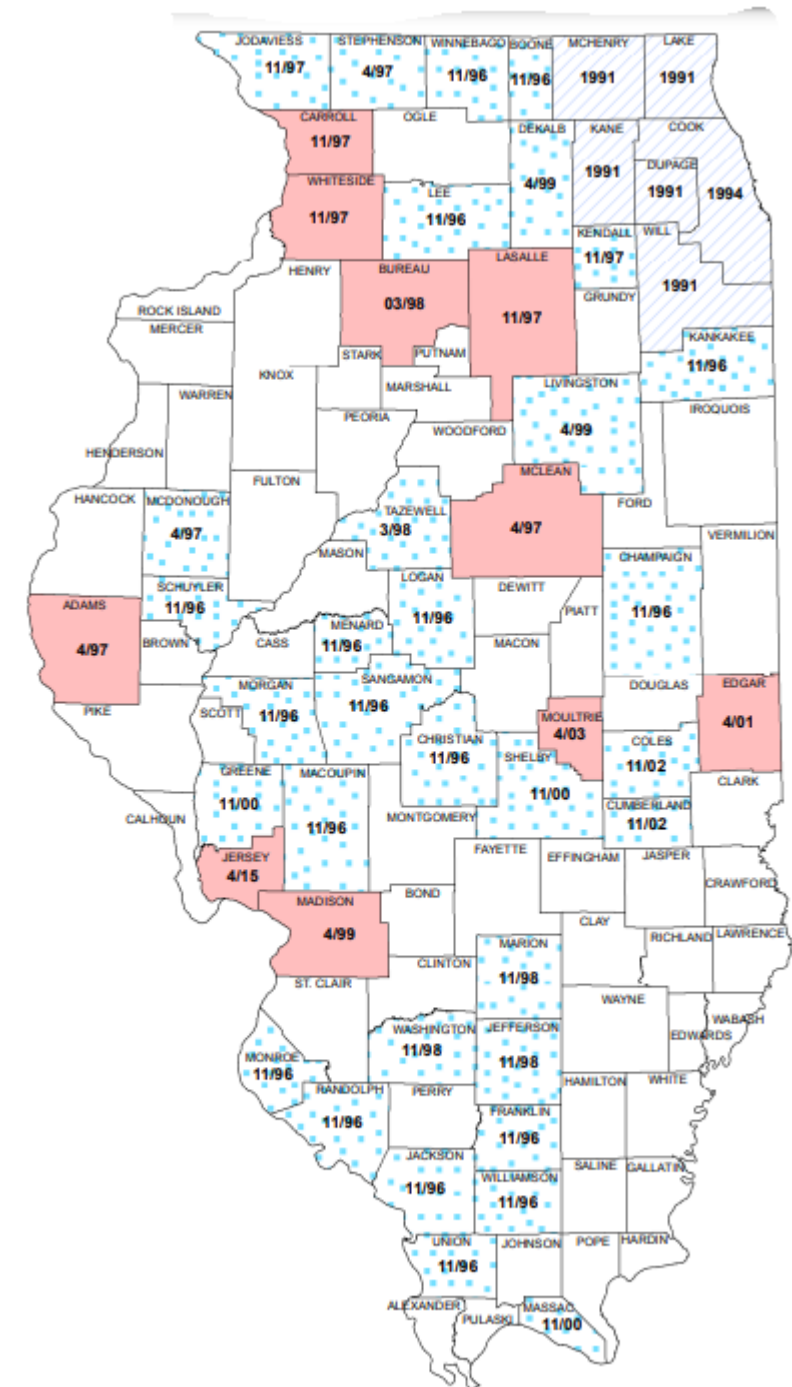 JODAVIESS
11/97
STEPHENSON
4/97
WINNEBAGO
11/96
BOONE
11/96
MCHENRY
1991
LAKE
1991
CARROLL
11/97
OGLE
DEKALB
4/99
KANE
1991
COOK
1994
DUPAGE
1991
WHITESIDE
11/97
LEE
11/96
KENDALL
11/97
WILL
1991
HENRY
BUREAU
03/98
LASALLE
11/97
GRUNDY
ROCK ISLAND
MERCER
KANKAKEE
11/96
STARK
PUTNAM
KNOX
MARSHALL
LIVINGSTON
4/99
WARREN
PEORIA
WOODFORD
IROQUOIS
HENDERSON
MCLEAN
4/97
FULTON
FORD
HANCOCK
MCDONOUGH
4/97
TAZEWELL
3/98
VERMILION
MASON
CHAMPAIGN
11/96
SCHUYLER
11/96
LOGAN
11/96
DEWITT
PIATT
ADAMS
4/97
BROWN
CASS
MENARD
11/96
MACON
SANGAMON
11/96
MORGAN
11/96
DOUGLAS
EDGAR
4/01
PIKE
SCOTT
MOULTRIE
4/03
CHRISTIAN
11/96
SHELBY
11/00
COLES
11/02
GREENE
11/00
MACOUPIN
11/96
CLARK
CUMBERLAND
11/02
CALHOUN
MONTGOMERY
JERSEY
4/15
FAYETTE
EFFINGHAM
JASPER
CRAWFORD
MADISON
4/99
BOND
CLAY
RICHLAND
LAWRENCE
MARION
11/98
CLINTON
ST. CLAIR
WAYNE
WABASH
EDWARDS
WASHINGTON
11/98
JEFFERSON
11/98
MONROE
11/96
RANDOLPH
11/96
PERRY
HAMILTON
WHITE
FRANKLIN
11/96
JACKSON
11/96
WILLIAMSON
11/96
SALINE
GALLATIN
UNION
11/96
JOHNSON
POPE
HARDIN
ALEXANDER
PULASKI
MASSAC
11/00